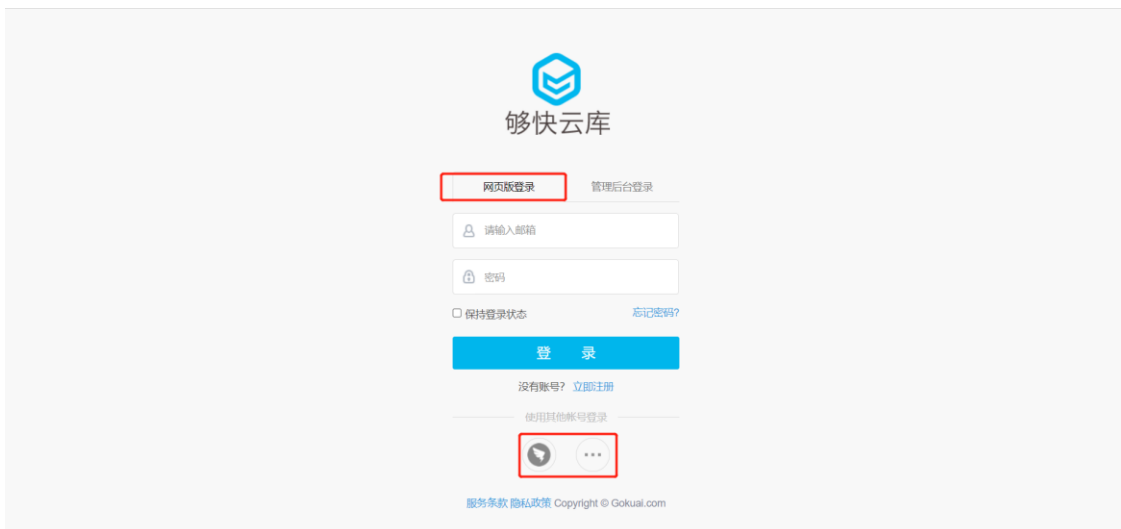 够快云库
网页版登录 管理后台登录
请输入邮箱
密码
保持登录状态 忘记密码?
登 录
没有账号? 立即注册
使用其他帐号登录
服务条款 隐私政策 Copyright © Gokuai.com